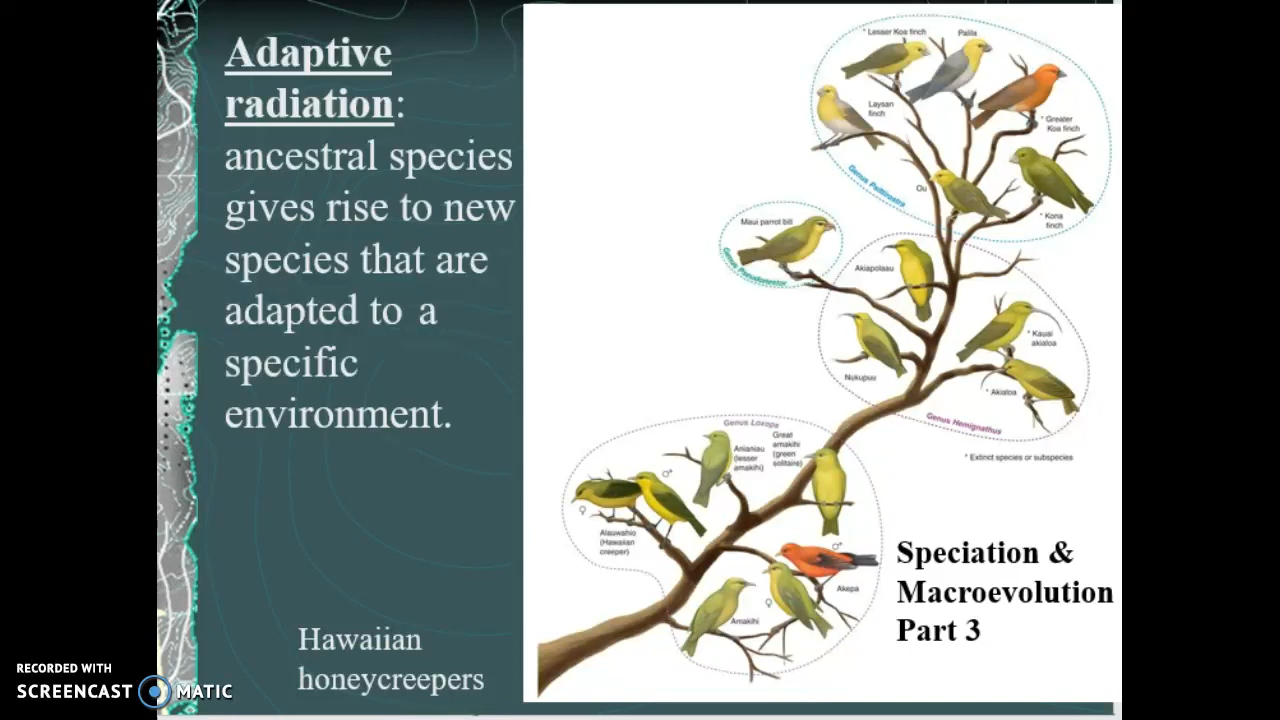 Adaptive
radiation:
ancestral species
gives rise to new
species that are
adapted to a
specific
environment.
Hawaiian
honeycreepers
* Lesser Koa finch
Palila
Laysan
finch
* Greater
Koa finch
Genus Psittirostra
Ou
* Kona
finch
Maui parrot bill
Genus Pseudonestor
Akiapolaau
* Kauai
akialoa
Nukupuu
* Akialoa
Genus Hemignathus
* Extinct species or subspecies
Genus Loxops
Anianiau
(lesser
amakihi)
Great
amakihi
(green
solitaire)
♂
♀
Alauwahio
(Hawaiian
creeper)
♂
Akepa
♀
Amakihi
Speciation &
Macroevolution
Part 3
RECORDED WITH
SCREENCAST MATIC